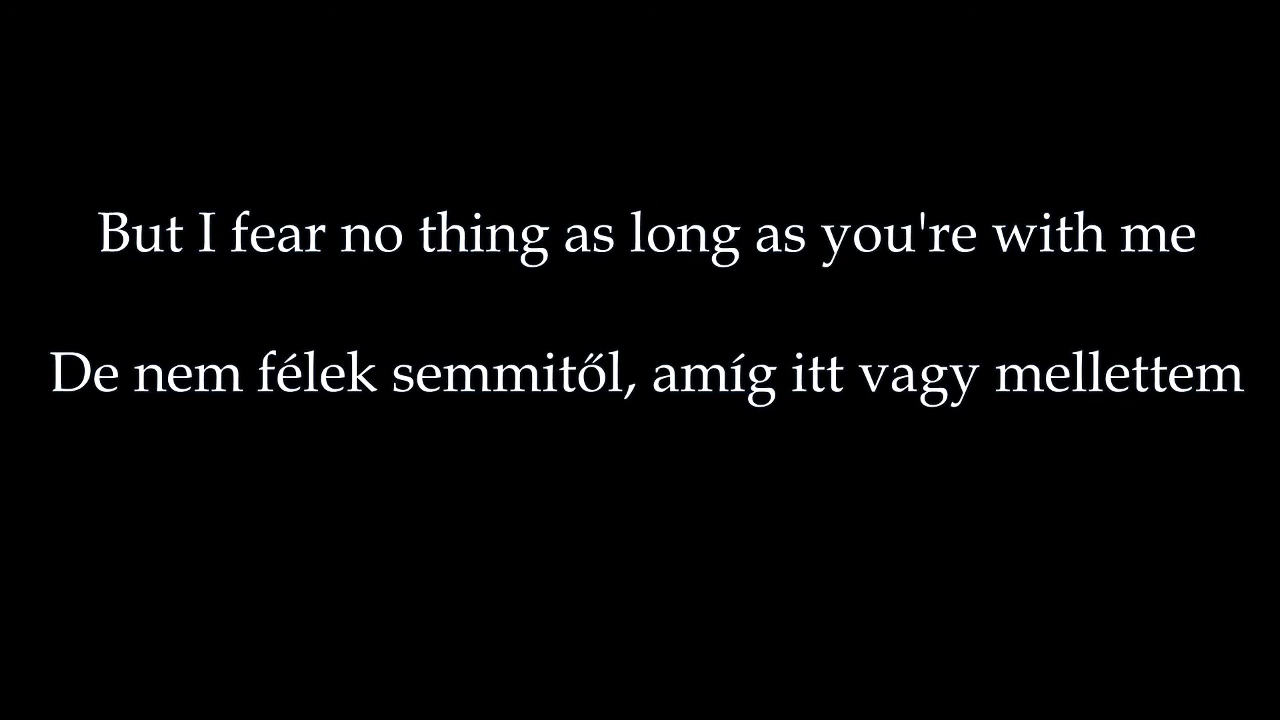 But I fear no thing as long as you're with me
De nem félek semmitől, amíg itt vagy mellettem